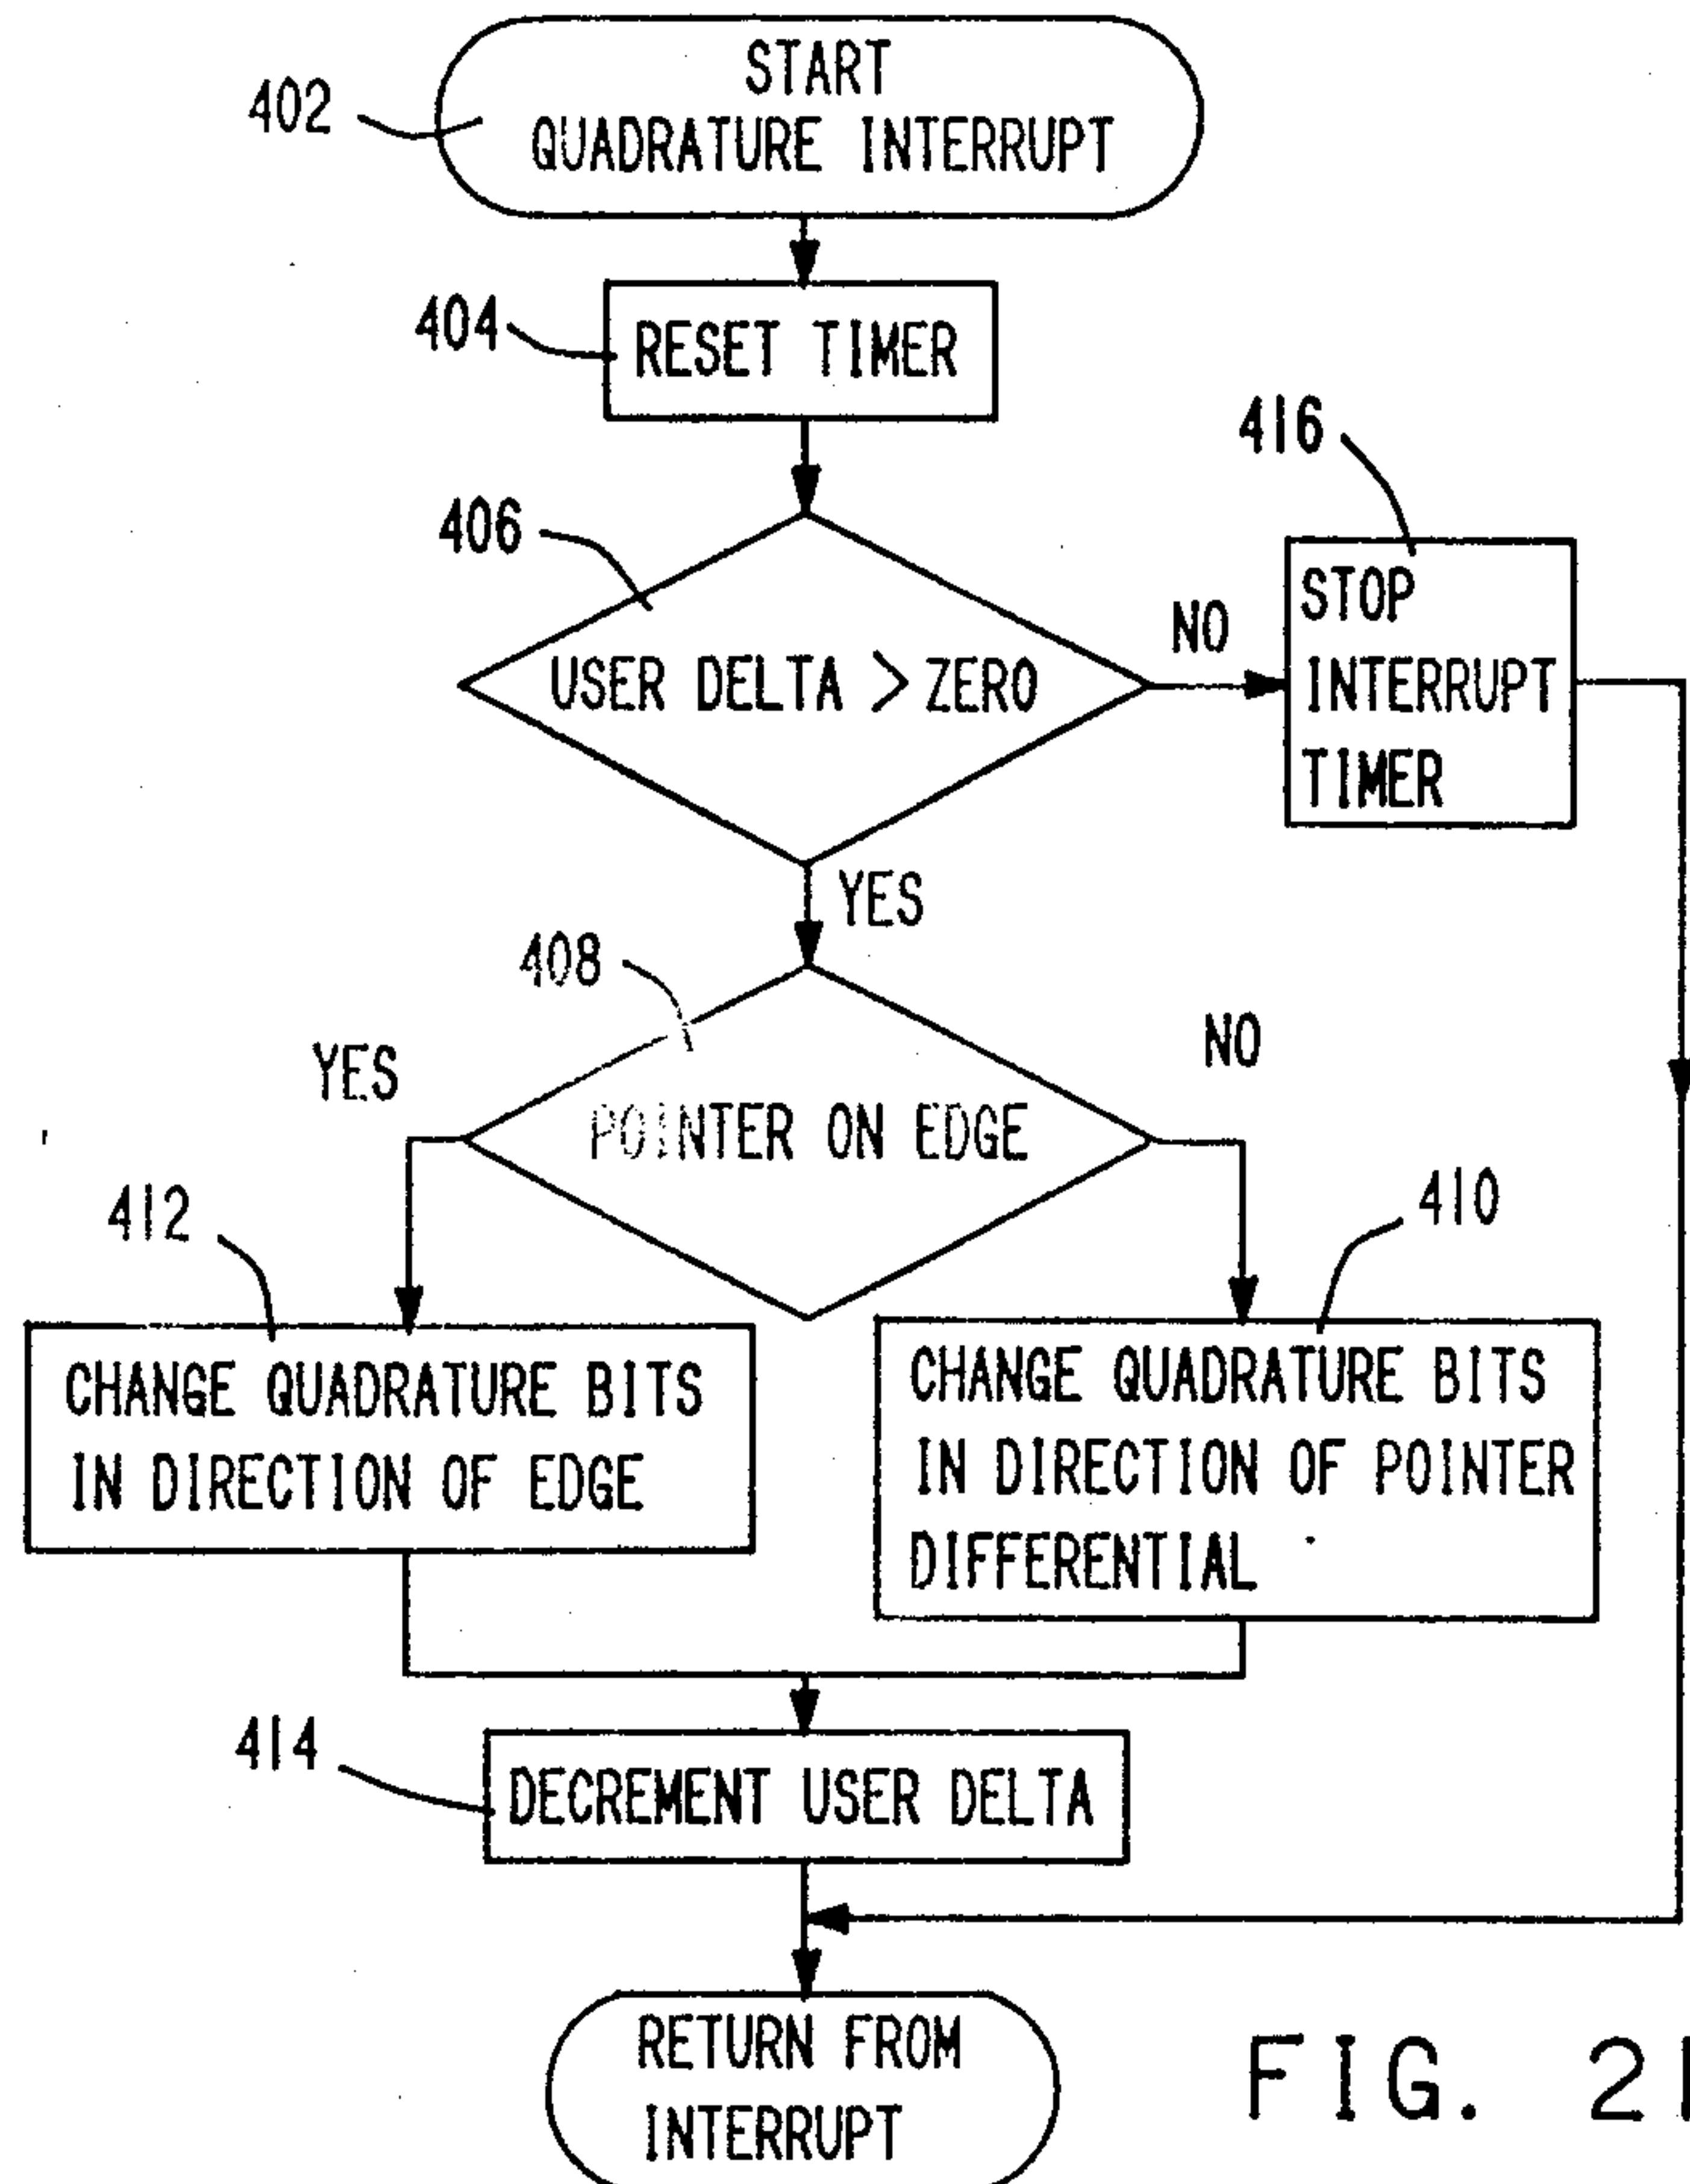 START
402
QUADRATURE INTERRUPT
404
RESET TIMER
416
406
STOP
NO
USER DELTA > ZERO
INTERRUPT
TIMER
YES
408
NO
YES
POINTER ON EDGE
412
410
CHANGE QUADRATURE BITS
IN DIRECTION OF EDGE
CHANGE QUADRATURE BITS
IN DIRECTION OF POINTER
DIFFERENTIAL
414
DECREMENT USER DELTA
RETURN FROM
INTERRUPT
FIG.